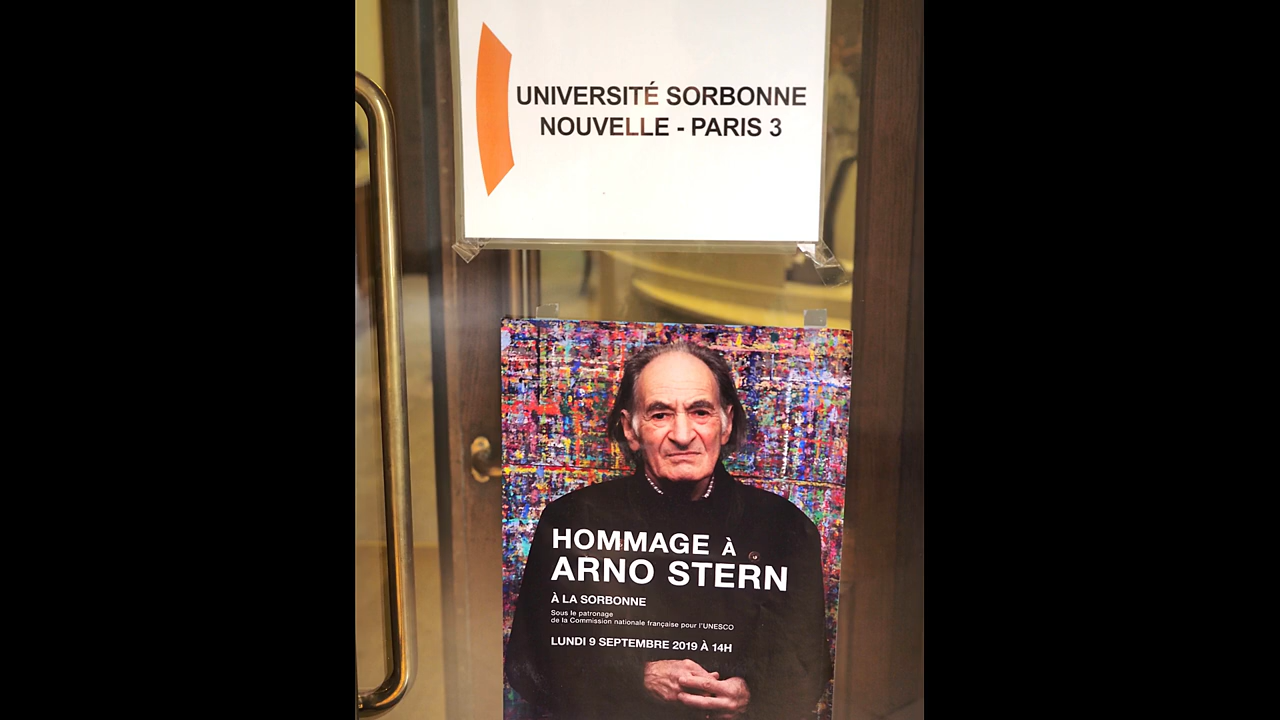 UNIVERSITÉ SORBONNE
NOUVELLE - PARIS 3
HOMMAGE À
ARNO STERN
À LA SORBONNE
Sous le patronage
de la Commission nationale française pour l'UNESCO
LUNDI 9 SEPTEMBRE 2019 À 14H